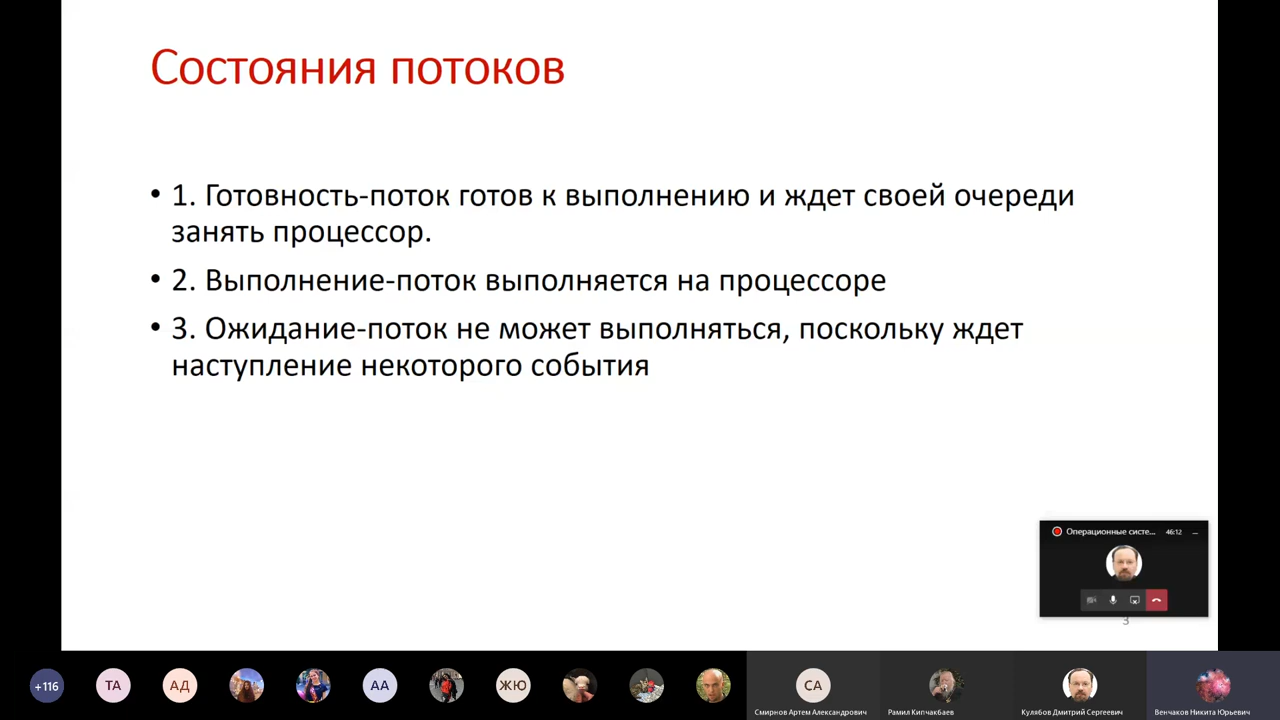 Состояния потоков
• 1. Готовность-поток готов к выполнению и ждет своей очереди
занять процессор.
• 2. Выполнение-поток выполняется на процессоре
• 3. Ожидание-поток не может выполняться, поскольку ждет
наступление некоторого события
Операционные систе... 46:12
3
+116 ТА АД АА ЖЮ СА
Смирнов Артем Александрович Рамил Кипчакбаев Кулябов Дмитрий Сергеевич Венчаков Никита Юрьевич